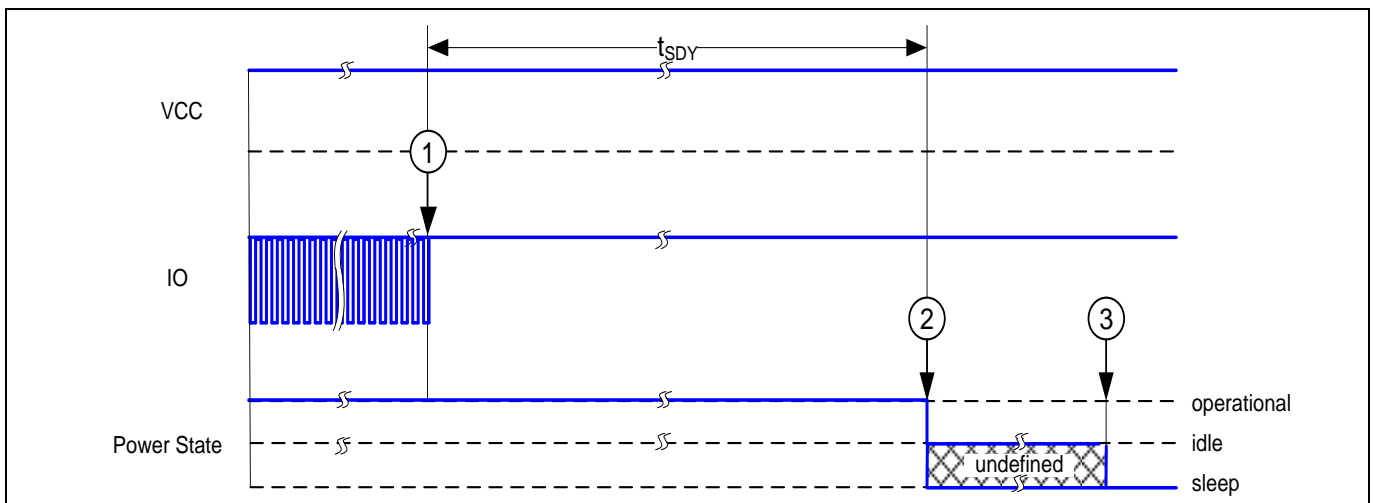 tSDY
VCC
1
IO
2
3
operational
Power State
idle
undefined
sleep